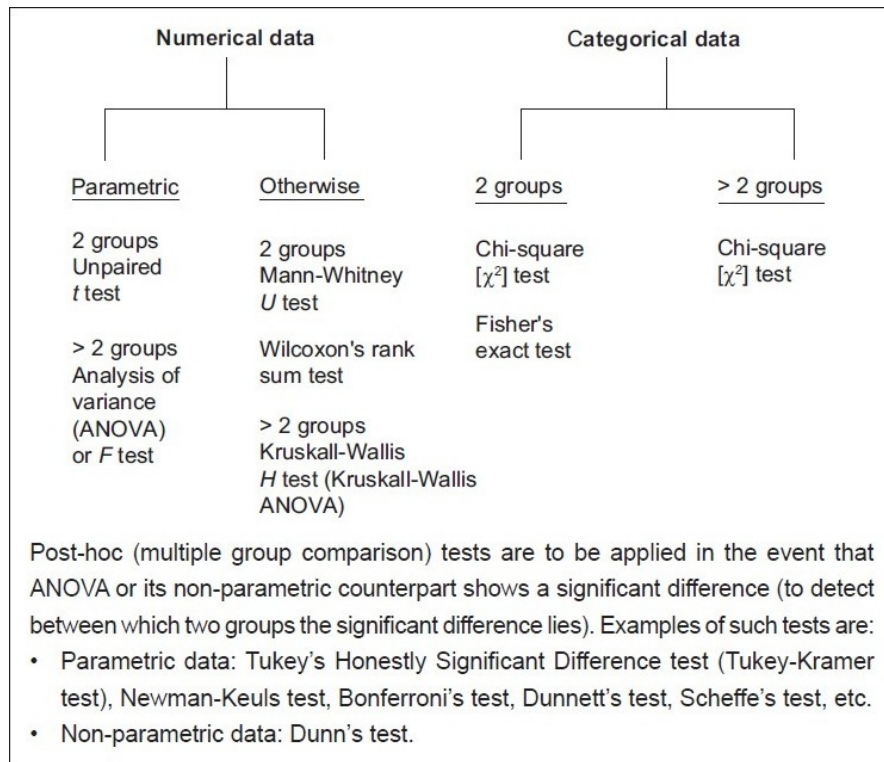 Numerical data
Categorical data
Parametric
2 groups
Unpaired
t test
> 2 groups
Analysis of
variance
(ANOVA)
or F test
Otherwise
2 groups
Mann-Whitney
U test
Wilcoxon's rank
sum test
> 2 groups
Kruskall-Wallis
H test (Kruskall-Wallis
ANOVA)
2 groups
Chi-square
[χ²] test
Fisher's
exact test
> 2 groups
Chi-square
[χ²] test
Post-hoc (multiple group comparison) tests are to be applied in the event that
ANOVA or its non-parametric counterpart shows a significant difference (to detect
between which two groups the significant difference lies). Examples of such tests are:
• Parametric data: Tukey’s Honestly Significant Difference test (Tukey-Kramer
test), Newman-Keuls test, Bonferroni’s test, Dunnett’s test, Scheffe’s test, etc.
• Non-parametric data: Dunn’s test.